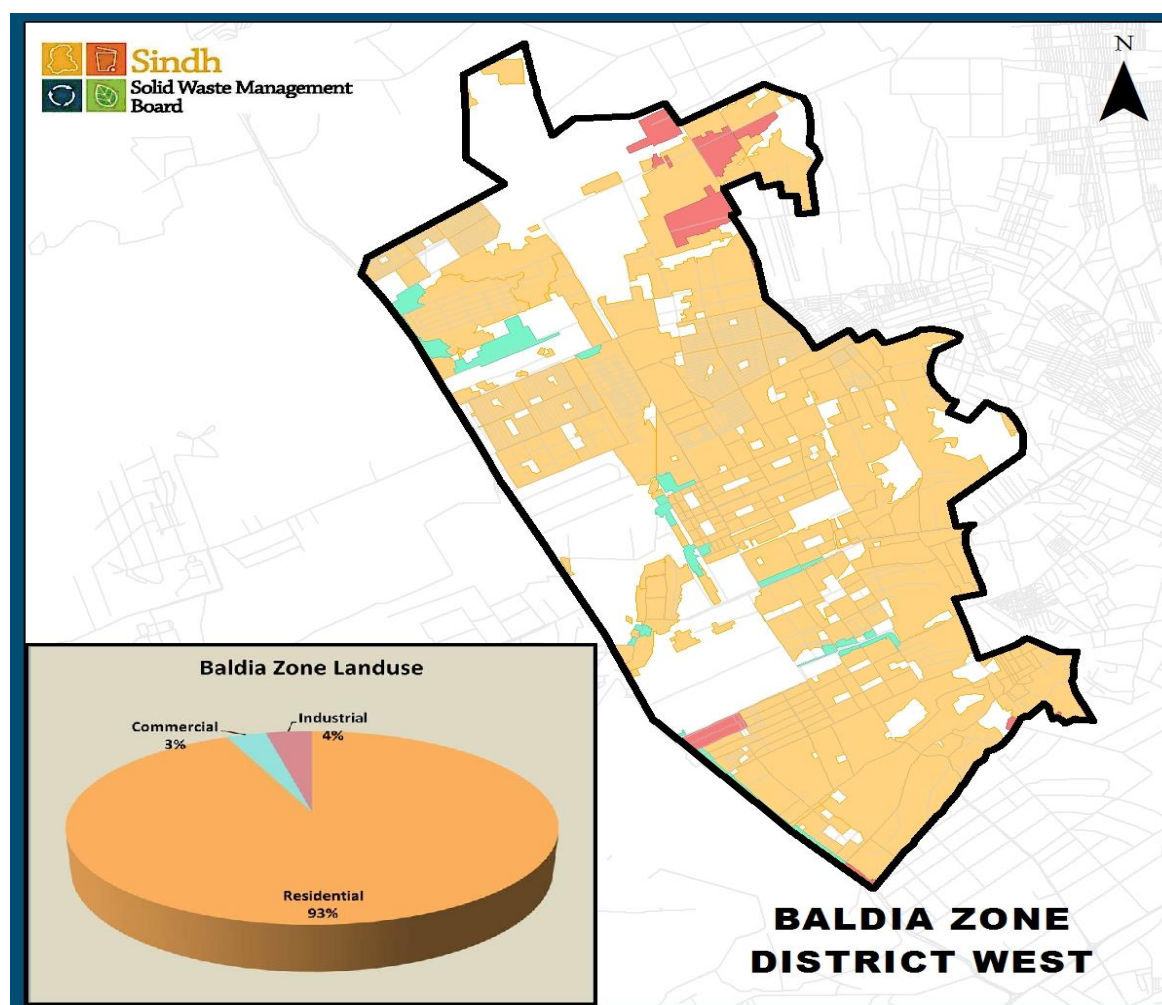 Sindh
Solid Waste Management
Board
N
Baldia Zone Landuse
Commercial
3%
Industrial
4%
Residential
93%
BALDIA ZONE
DISTRICT WEST